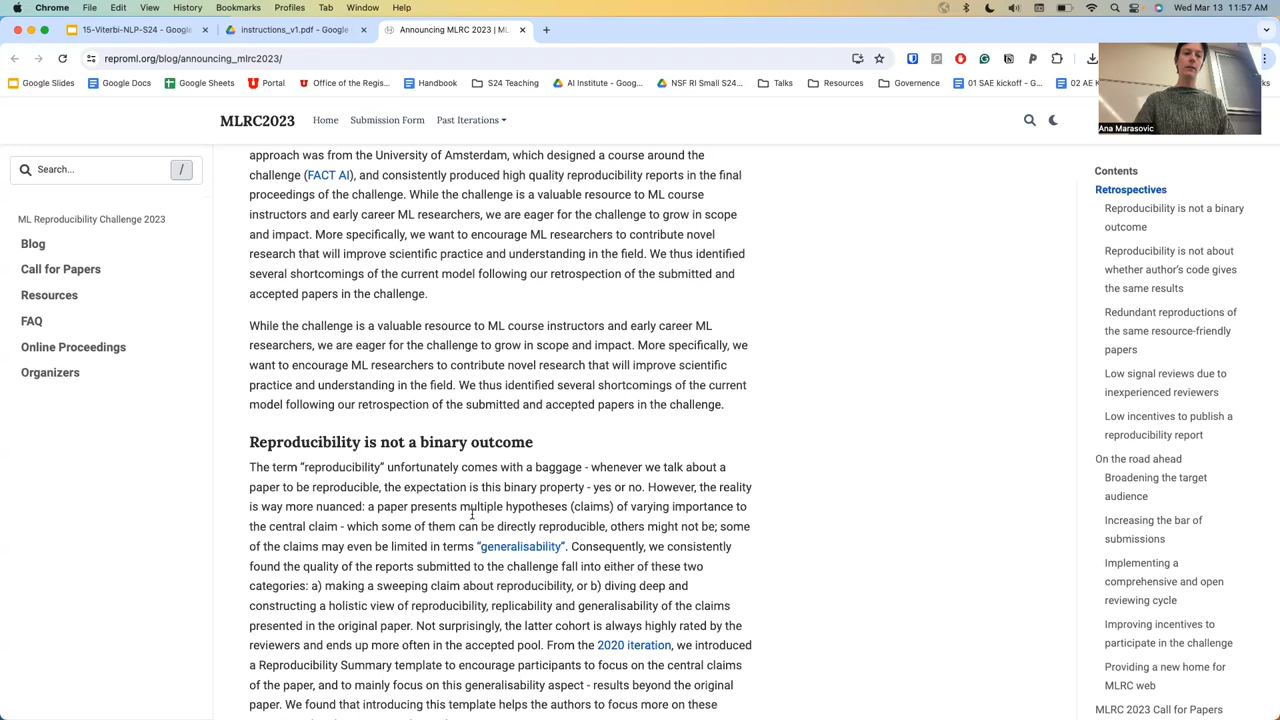 Chrome File Edit View History Bookmarks Profiles Tab Window Help
Wed Mar 13 11:57 AM
15-Viterbi-NLP-S24 - Google
instructions_v1.pdf - Google
Announcing MLRC 2023 | ML
reproml.org/blog/announcing_mlrc2023/
Google Slides
Google Docs
Google Sheets
Portal
Office of the Regis...
Handbook
S24 Teaching
AI Institute - Goog...
NSF RI Small S24...
Talks
Resources
Governence
01 SAE kickoff - G...
02 AE K
Ana Marasovic
MLRC2023
Home
Submission Form
Past Iterations
Search...
/
ML Reproducibility Challenge 2023
Blog
Call for Papers
Resources
FAQ
Online Proceedings
Organizers
approach was from the University of Amsterdam, which designed a course around the
challenge (FACT AI), and consistently produced high quality reproducibility reports in the final
proceedings of the challenge. While the challenge is a valuable resource to ML course
instructors and early career ML researchers, we are eager for the challenge to grow in scope
and impact. More specifically, we want to encourage ML researchers to contribute novel
research that will improve scientific practice and understanding in the field. We thus identified
several shortcomings of the current model following our retrospection of the submitted and
accepted papers in the challenge.
While the challenge is a valuable resource to ML course instructors and early career ML
researchers, we are eager for the challenge to grow in scope and impact. More specifically, we
want to encourage ML researchers to contribute novel research that will improve scientific
practice and understanding in the field. We thus identified several shortcomings of the current
model following our retrospection of the submitted and accepted papers in the challenge.
Reproducibility is not a binary outcome
The term “reproducibility” unfortunately comes with a baggage - whenever we talk about a
paper to be reproducible, the expectation is this binary property - yes or no. However, the reality
is way more nuanced: a paper presents multiple hypotheses (claims) of varying importance to
the central claim - which some of them can be directly reproducible, others might not be; some
of the claims may even be limited in terms “generalisability”. Consequently, we consistently
found the quality of the reports submitted to the challenge fall into either of these two
categories: a) making a sweeping claim about reproducibility, or b) diving deep and
constructing a holistic view of reproducibility, replicability and generalisability of the claims
presented in the original paper. Not surprisingly, the latter cohort is always highly rated by the
reviewers and ends up more often in the accepted pool. From the 2020 iteration, we introduced
a Reproducibility Summary template to encourage participants to focus on the central claims
of the paper, and to mainly focus on this generalisability aspect - results beyond the original
paper. We found that introducing this template helps the authors to focus more on these
Contents
Retrospectives
Reproducibility is not a binary
outcome
Reproducibility is not about
whether author’s code gives
the same results
Redundant reproductions of
the same resource-friendly
papers
Low signal reviews due to
inexperienced reviewers
Low incentives to publish a
reproducibility report
On the road ahead
Broadening the target
audience
Increasing the bar of
submissions
Implementing a
comprehensive and open
reviewing cycle
Improving incentives to
participate in the challenge
Providing a new home for
MLRC web
MLRC 2023 Call for Papers